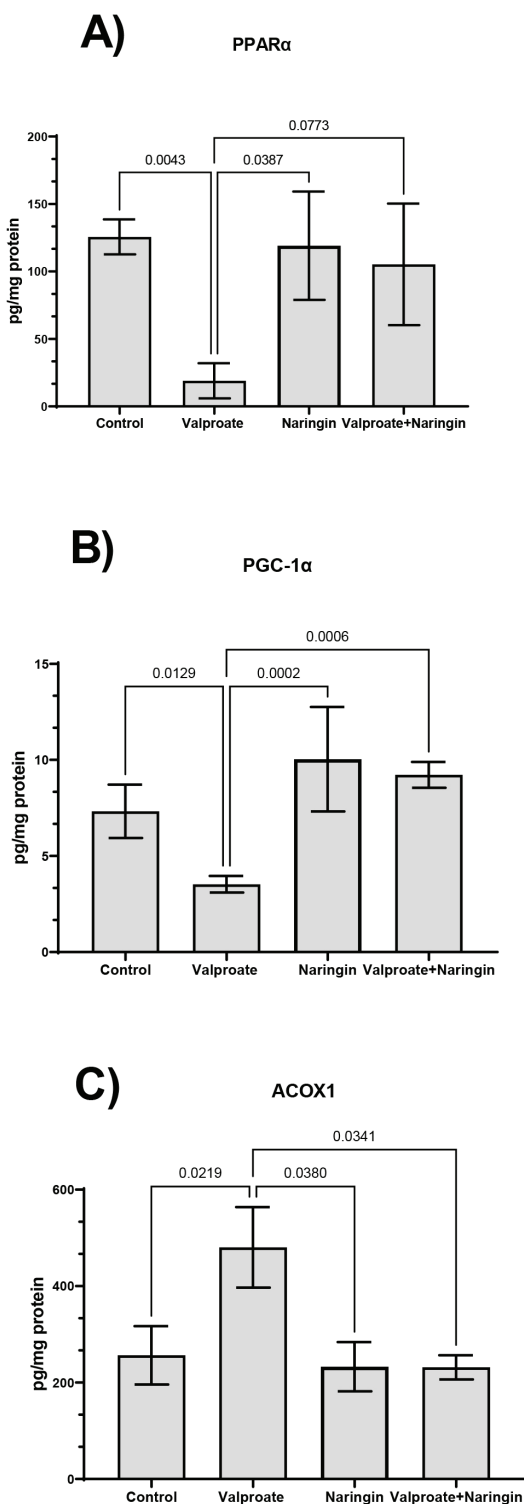 A)
PPARα
0.0773
0.0043 0.0387
pg/mg protein
200
150
100
50
0
Control Valproate Naringin Valproate+Naringin
B)
PGC-1α
0.0006
0.0129 0.0002
pg/mg protein
15
10
5
0
Control Valproate Naringin Valproate+Naringin
C)
ACOX1
0.0341
0.0219 0.0380
pg/mg protein
600
400
200
0
Control Valproate Naringin Valproate+Naringin